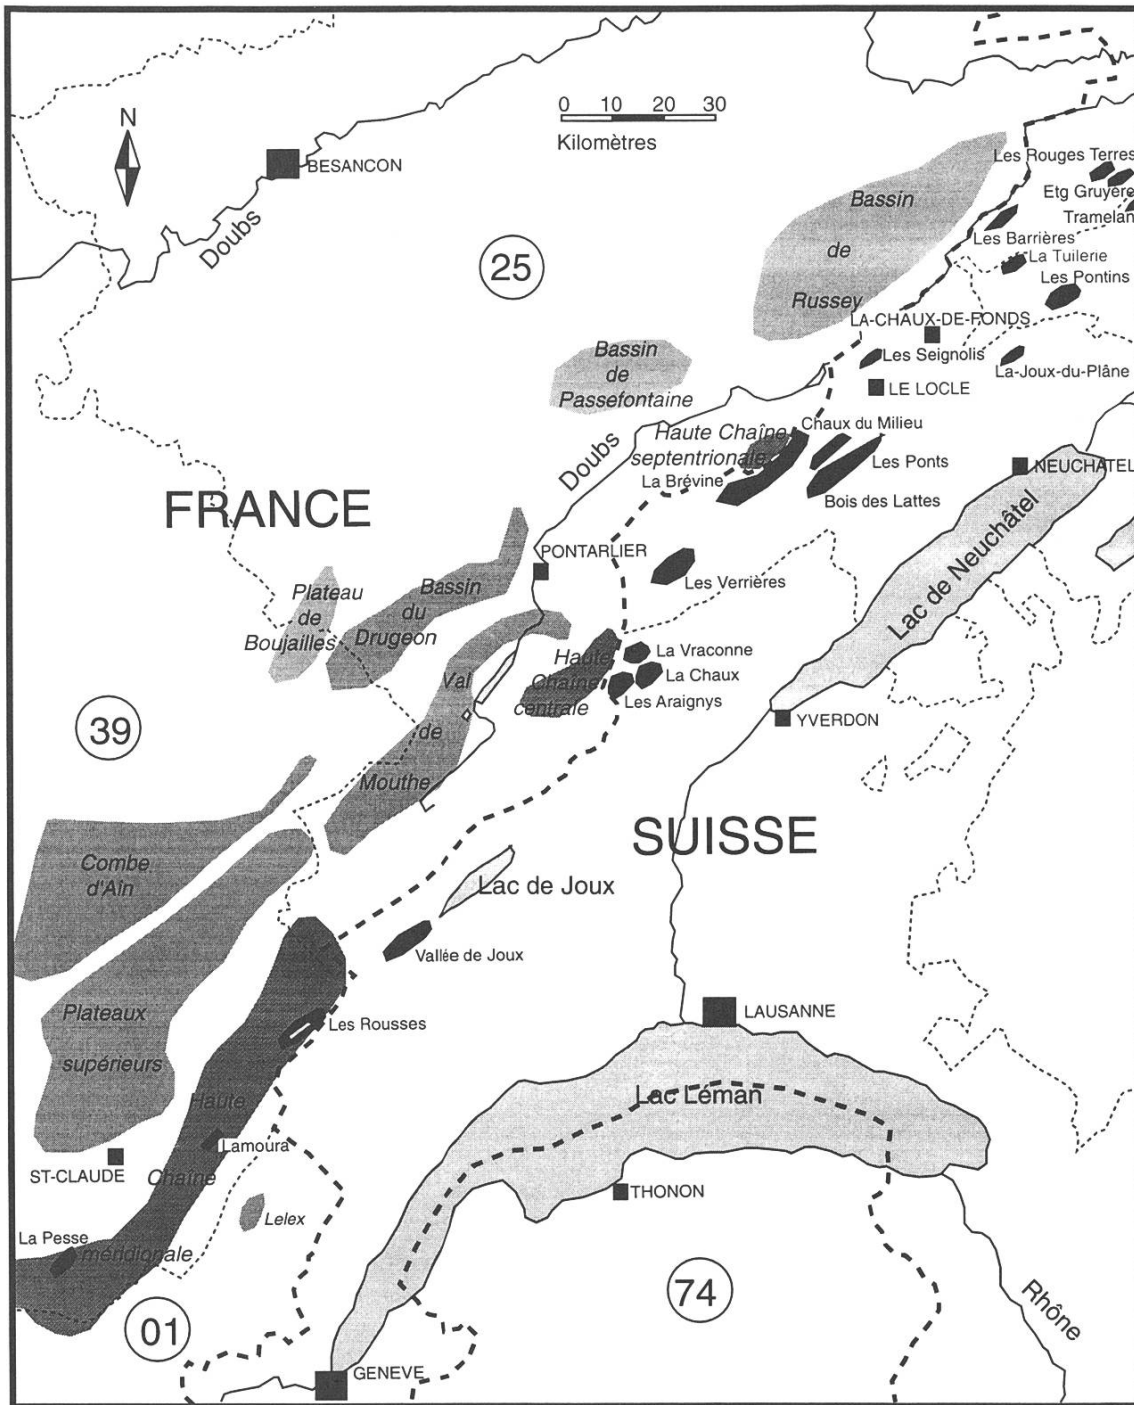 N
0 10 20 30
Kilomètres
BESANCON
Doubs
25
Bassin
de
Russey
Les Rouges Terres
Etg Gruyère
Tramelan
Les Barrières
La Tuilerie
Les Pontins
LA-CHAUX-DE-FONDS
Les Seignolis
La-Joux-du-Plâne
LE LOCLE
Bassin
de
Passefontaine
Haute Chaîne
septentrionale
Chaux du Milieu
La Brévine
Les Ponts
Bois des Lattes
NEUCHATEL
Doubs
FRANCE
PONTARLIER
Les Verrières
Lac de Neuchâtel
Plateau
de
Boujailles
Bassin
du
Drugeon
Val
de
Mouthe
Haute
Chaîne
centrale
La Vraconne
La Chaux
Les Araignys
YVERDON
39
SUISSE
Combe
d'Aîn
Lac de Joux
Vallée de Joux
Plateaux
supérieurs
Les Rousses
LAUSANNE
Haute
Chaîne
méridionale
Lac Léman
Lamoura
ST-CLAUDE
THONON
Lelex
La Pesse
74
01
Rhône
GENEVE